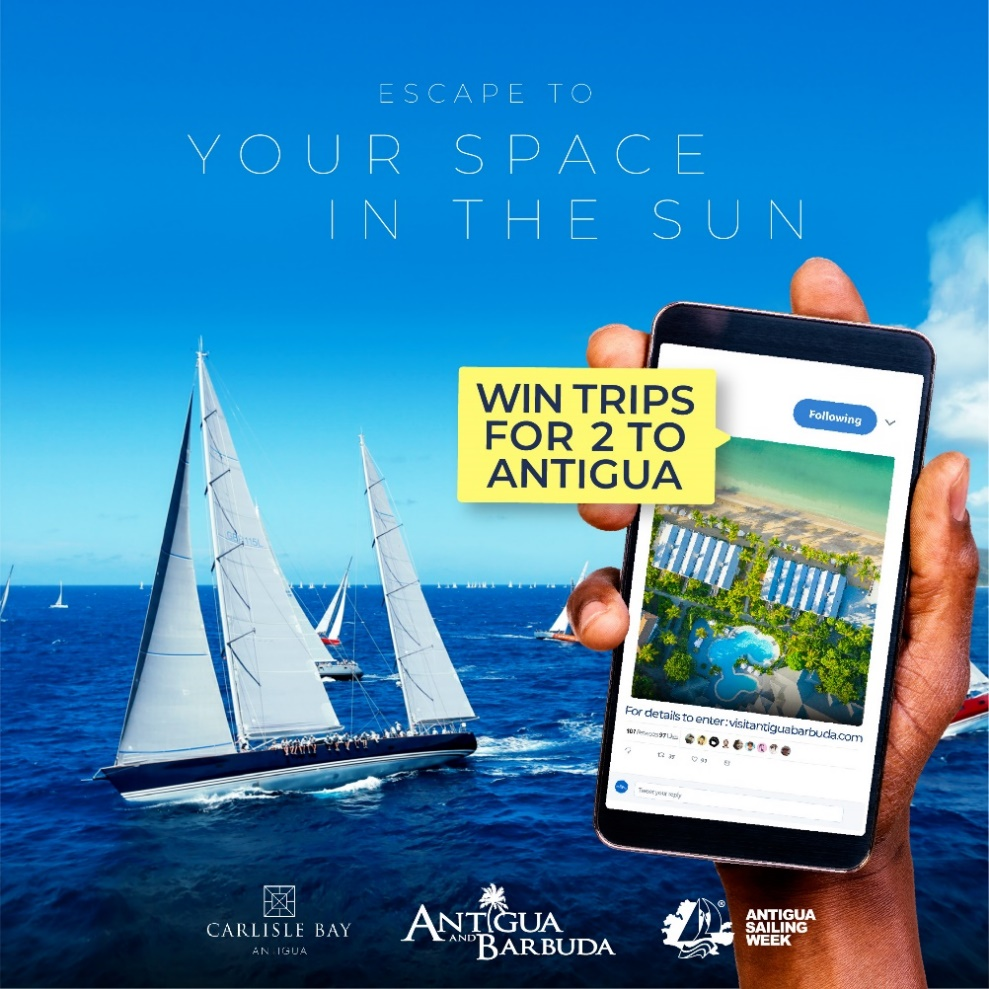 ESCAPE TO
YOUR SPACE
IN THE SUN
WIN TRIPS
FOR 2 TO
ANTIGUA
Following
For details to enter: visitantiguabarbuda.com
Tweet your reply
CARLISLE BAY
ANTIGUA
ANTIGUA
AND BARBUDA
®
ANTIGUA
SAILING
WEEK